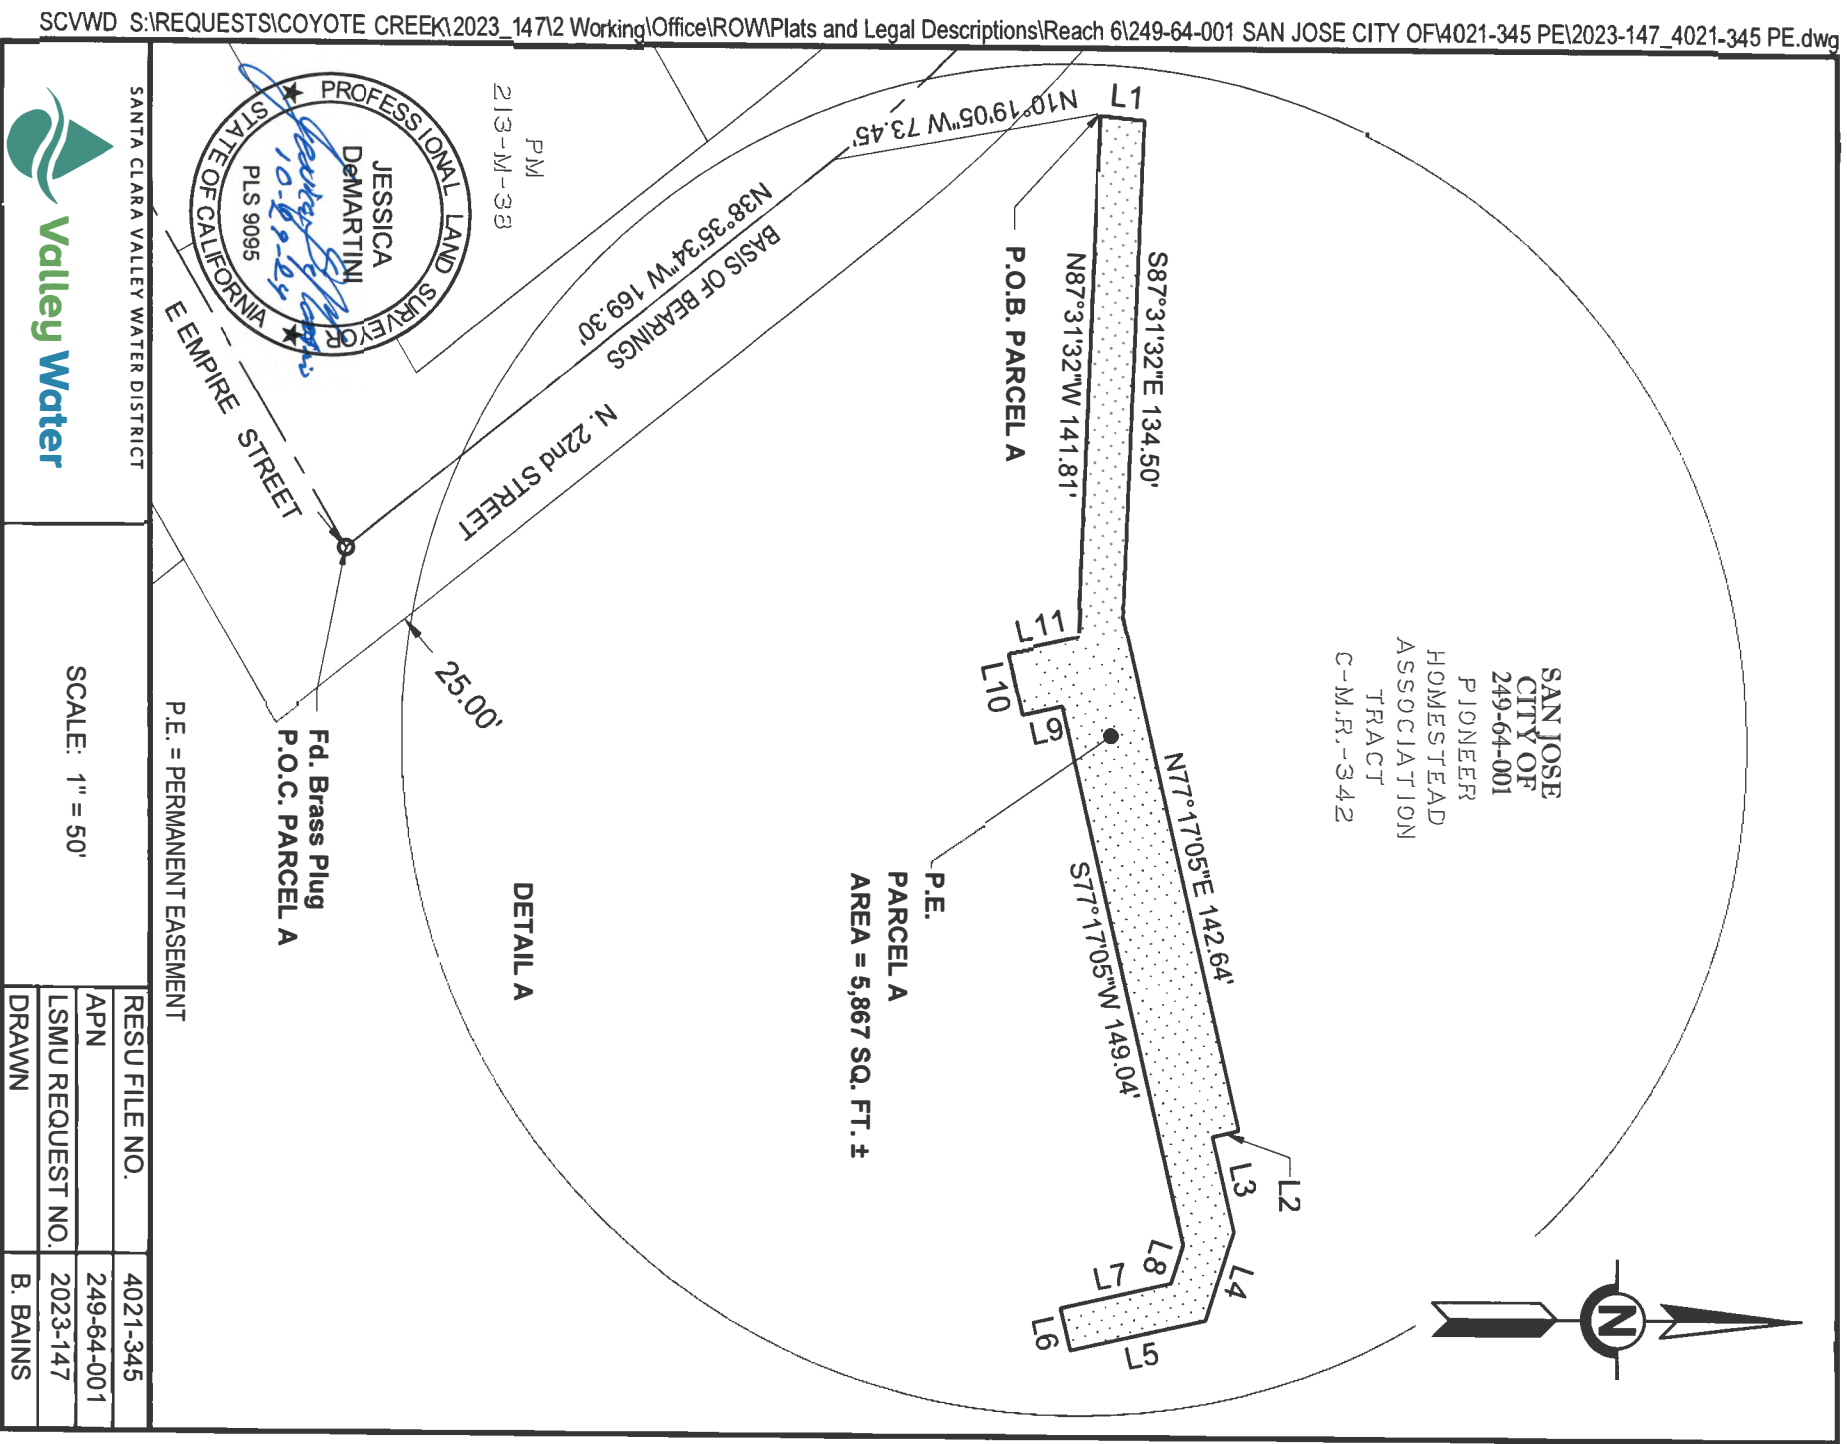 SCVWD S:\REQUESTS\COYOTE CREEK\2023_147\2 Working\Office\ROW\Plats and Legal Descriptions\Reach 6\249-64-001 SAN JOSE CITY OF\4021-345 PE\2023-147_4021-345 PE.dwg
SAN JOSE
CITY OF
249-64-001
PIONEER
HOMESTEAD
ASSOCIATION
TRACT
C-M.R.-342
N
L1
S87°31'32"E 134.50'
N87°31'32"W 141.81'
N77°17'05"E 142.64'
S77°17'05"W 149.04'
L2
L3
L4
L5
L6
L7
L8
L9
L10
L11
P.O.B. PARCEL A
N10°19'05"W 73.45'
P.E.
PARCEL A
AREA = 5,867 SQ. FT. ±
N38°35'34"W 169.30'
BASIS OF BEARINGS
N. 22nd STREET
25.00'
DETAIL A
PM
213-M-38
PROFESSIONAL LAND SURVEYOR
STATE OF CALIFORNIA
JESSICA
DeMARTINI
PLS 9095
E EMPIRE STREET
Fd. Brass Plug
P.O.C. PARCEL A
P.E. = PERMANENT EASEMENT
SANTA CLARA VALLEY WATER DISTRICT
Valley Water
SCALE: 1" = 50'
RESU FILE NO. 4021-345
APN 249-64-001
LSMU REQUEST NO. 2023-147
DRAWN B. BAINS